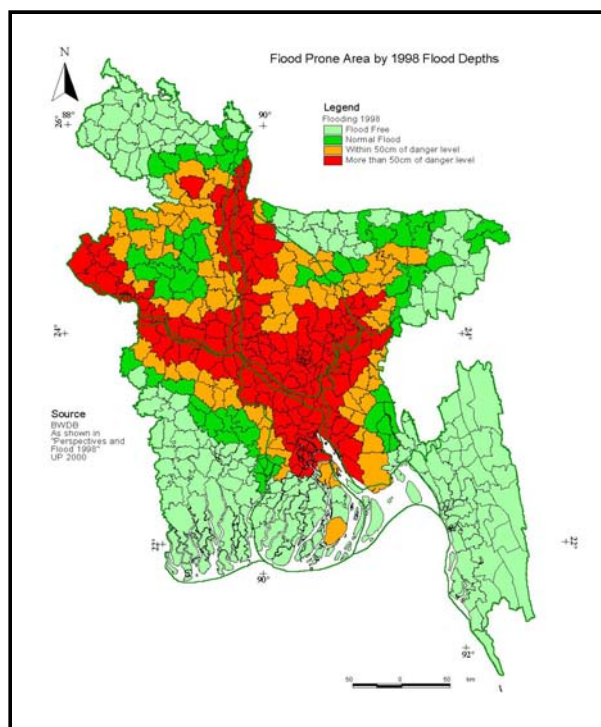 Flood Prone Area by 1998 Flood Depths
N
26° 88°
90°
Legend
Flooding 1998
Flood Free
Normal Flood
Within 50cm of danger level
More than 50cm of danger level
24°
24°
Source
BWDB
As shown in
"Perspectives and
Flood 1998"
UP 2000
22°
22°
90°
92°
50 0 50 km